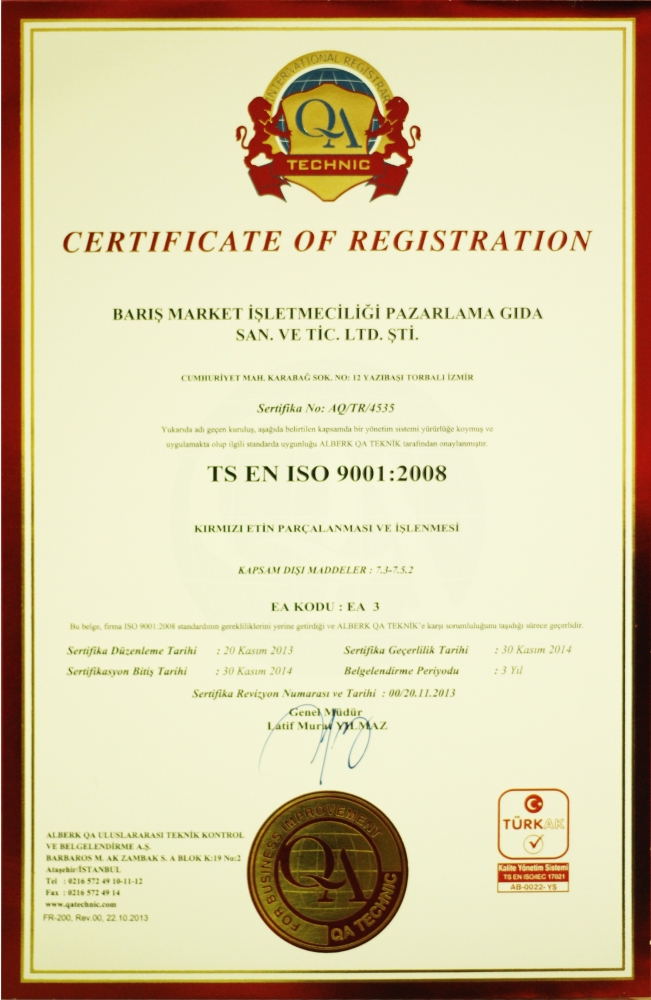 INTERNATIONAL REGISTRAR
QA
TECHNIC
CERTIFICATE OF REGISTRATION
BARIŞ MARKET İŞLETMECİLİĞİ PAZARLAMA GIDA
SAN. VE TİC. LTD. ŞTİ.
CUMHURİYET MAH. KARABAĞ SOK. NO: 12 YAZIBAŞI TORBALI İZMİR
Sertifika No: AQ/TR/4535
Yukarıda adı geçen kuruluş, aşağıda belirtilen kapsamda bir yönetim sistemi yürürlüğe koymuş ve
uygulamakta olup ilgili standarda uygunluğu ALBERK QA TEKNİK tarafından onaylanmıştır.
TS EN ISO 9001:2008
KIRMIZI ETİN PARÇALANMASI VE İŞLENMESİ
KAPSAM DIŞI MADDELER : 7.3-7.5.2
EA KODU : EA 3
Bu belge, firma ISO 9001:2008 standardının gerekliliklerini yerine getirdiği ve ALBERK QA TEKNİK'e karşı sorumluluğunu taşıdığı sürece geçerlidir.
Sertifika Düzenleme Tarihi : 20 Kasım 2013 Sertifika Geçerlilik Tarihi : 30 Kasım 2014
Sertifikasyon Bitiş Tarihi : 30 Kasım 2014 Belgelendirme Periyodu : 3 Yıl
Sertifika Revizyon Numarası ve Tarihi : 00/20.11.2013
Genel Müdür
Latif Murat YILMAZ
ALBERK QA ULUSLARARASI TEKNİK KONTROL
VE BELGELENDİRME A.Ş.
BARBAROS M. AK ZAMBAK S. A BLOK K:19 No:2
Ataşehir/İSTANBUL
Tel : 0216 572 49 10-11-12
Fax : 0216 572 49 14
www.qatechnic.com
FR-200, Rev.00, 22.10.2013
FOR BUSINESS IMPROVEMENT
QA
QA TECHNIC
TÜRKAK
Kalite Yönetim Sistemi
TS EN ISO/IEC 17021
AB-0022-YS